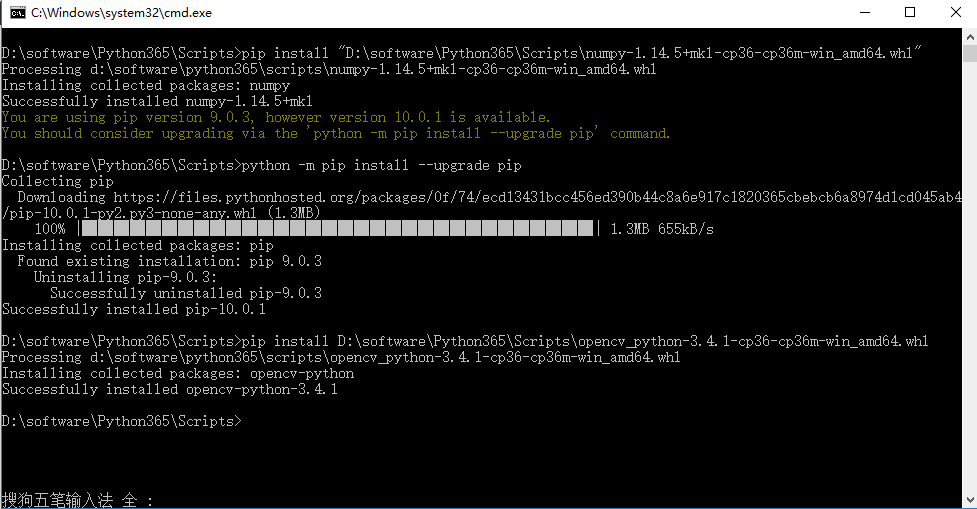 C:\Windows\system32\cmd.exe
D:\software\Python365\Scripts>pip install "D:\software\Python365\Scripts\numpy-1.14.5+mkl-cp36-cp36m-win_amd64.whl"
Processing d:\software\python365\scripts\numpy-1.14.5+mkl-cp36-cp36m-win_amd64.whl
Installing collected packages: numpy
Successfully installed numpy-1.14.5+mkl
You are using pip version 9.0.3, however version 10.0.1 is available.
You should consider upgrading via the 'python -m pip install --upgrade pip' command.
D:\software\Python365\Scripts>python -m pip install --upgrade pip
Collecting pip
Downloading https://files.pythonhosted.org/packages/0f/74/ecd13431bcc456ed390b44c8a6e917c1820365cbebcb6a8974d1cd045ab4
/pip-10.0.1-py2.py3-none-any.whl (1.3MB)
100% |████████████████████████████████| 1.3MB 655kB/s
Installing collected packages: pip
Found existing installation: pip 9.0.3
Uninstalling pip-9.0.3:
Successfully uninstalled pip-9.0.3
Successfully installed pip-10.0.1
D:\software\Python365\Scripts>pip install D:\software\Python365\Scripts\opencv_python-3.4.1-cp36-cp36m-win_amd64.whl
Processing d:\software\python365\scripts\opencv_python-3.4.1-cp36-cp36m-win_amd64.whl
Installing collected packages: opencv-python
Successfully installed opencv-python-3.4.1
D:\software\Python365\Scripts>
搜狗五笔输入法 全 :